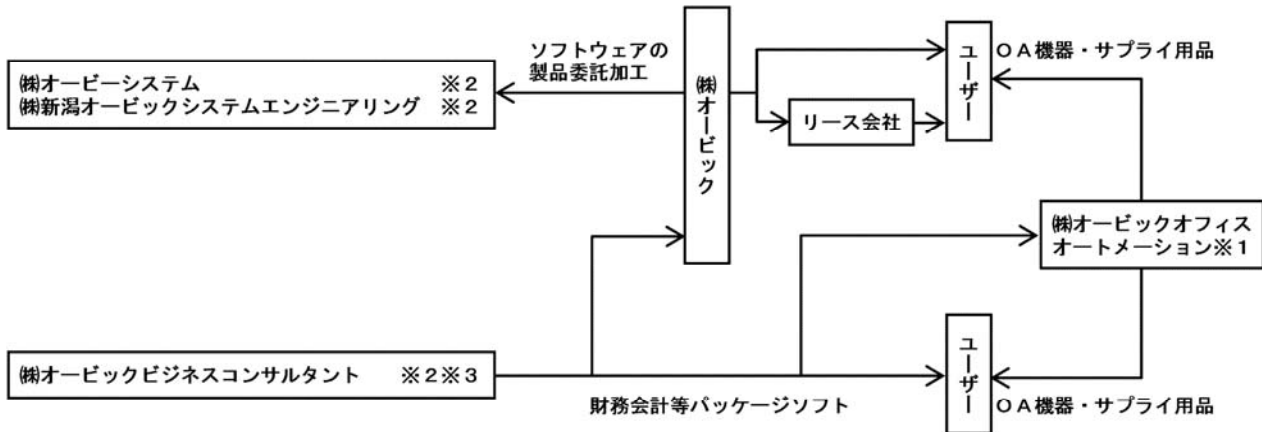 ソフトウェアの
製品委託加工
㈱オービーシステム ※2
㈱新潟オービックシステムエンジニアリング ※2
㈱オービック
リース会社
ユーザー
OA機器・サプライ用品
㈱オービックオフィス
オートメーション※1
㈱オービックビジネスコンサルタント ※2※3
財務会計等パッケージソフト
ユーザー
OA機器・サプライ用品